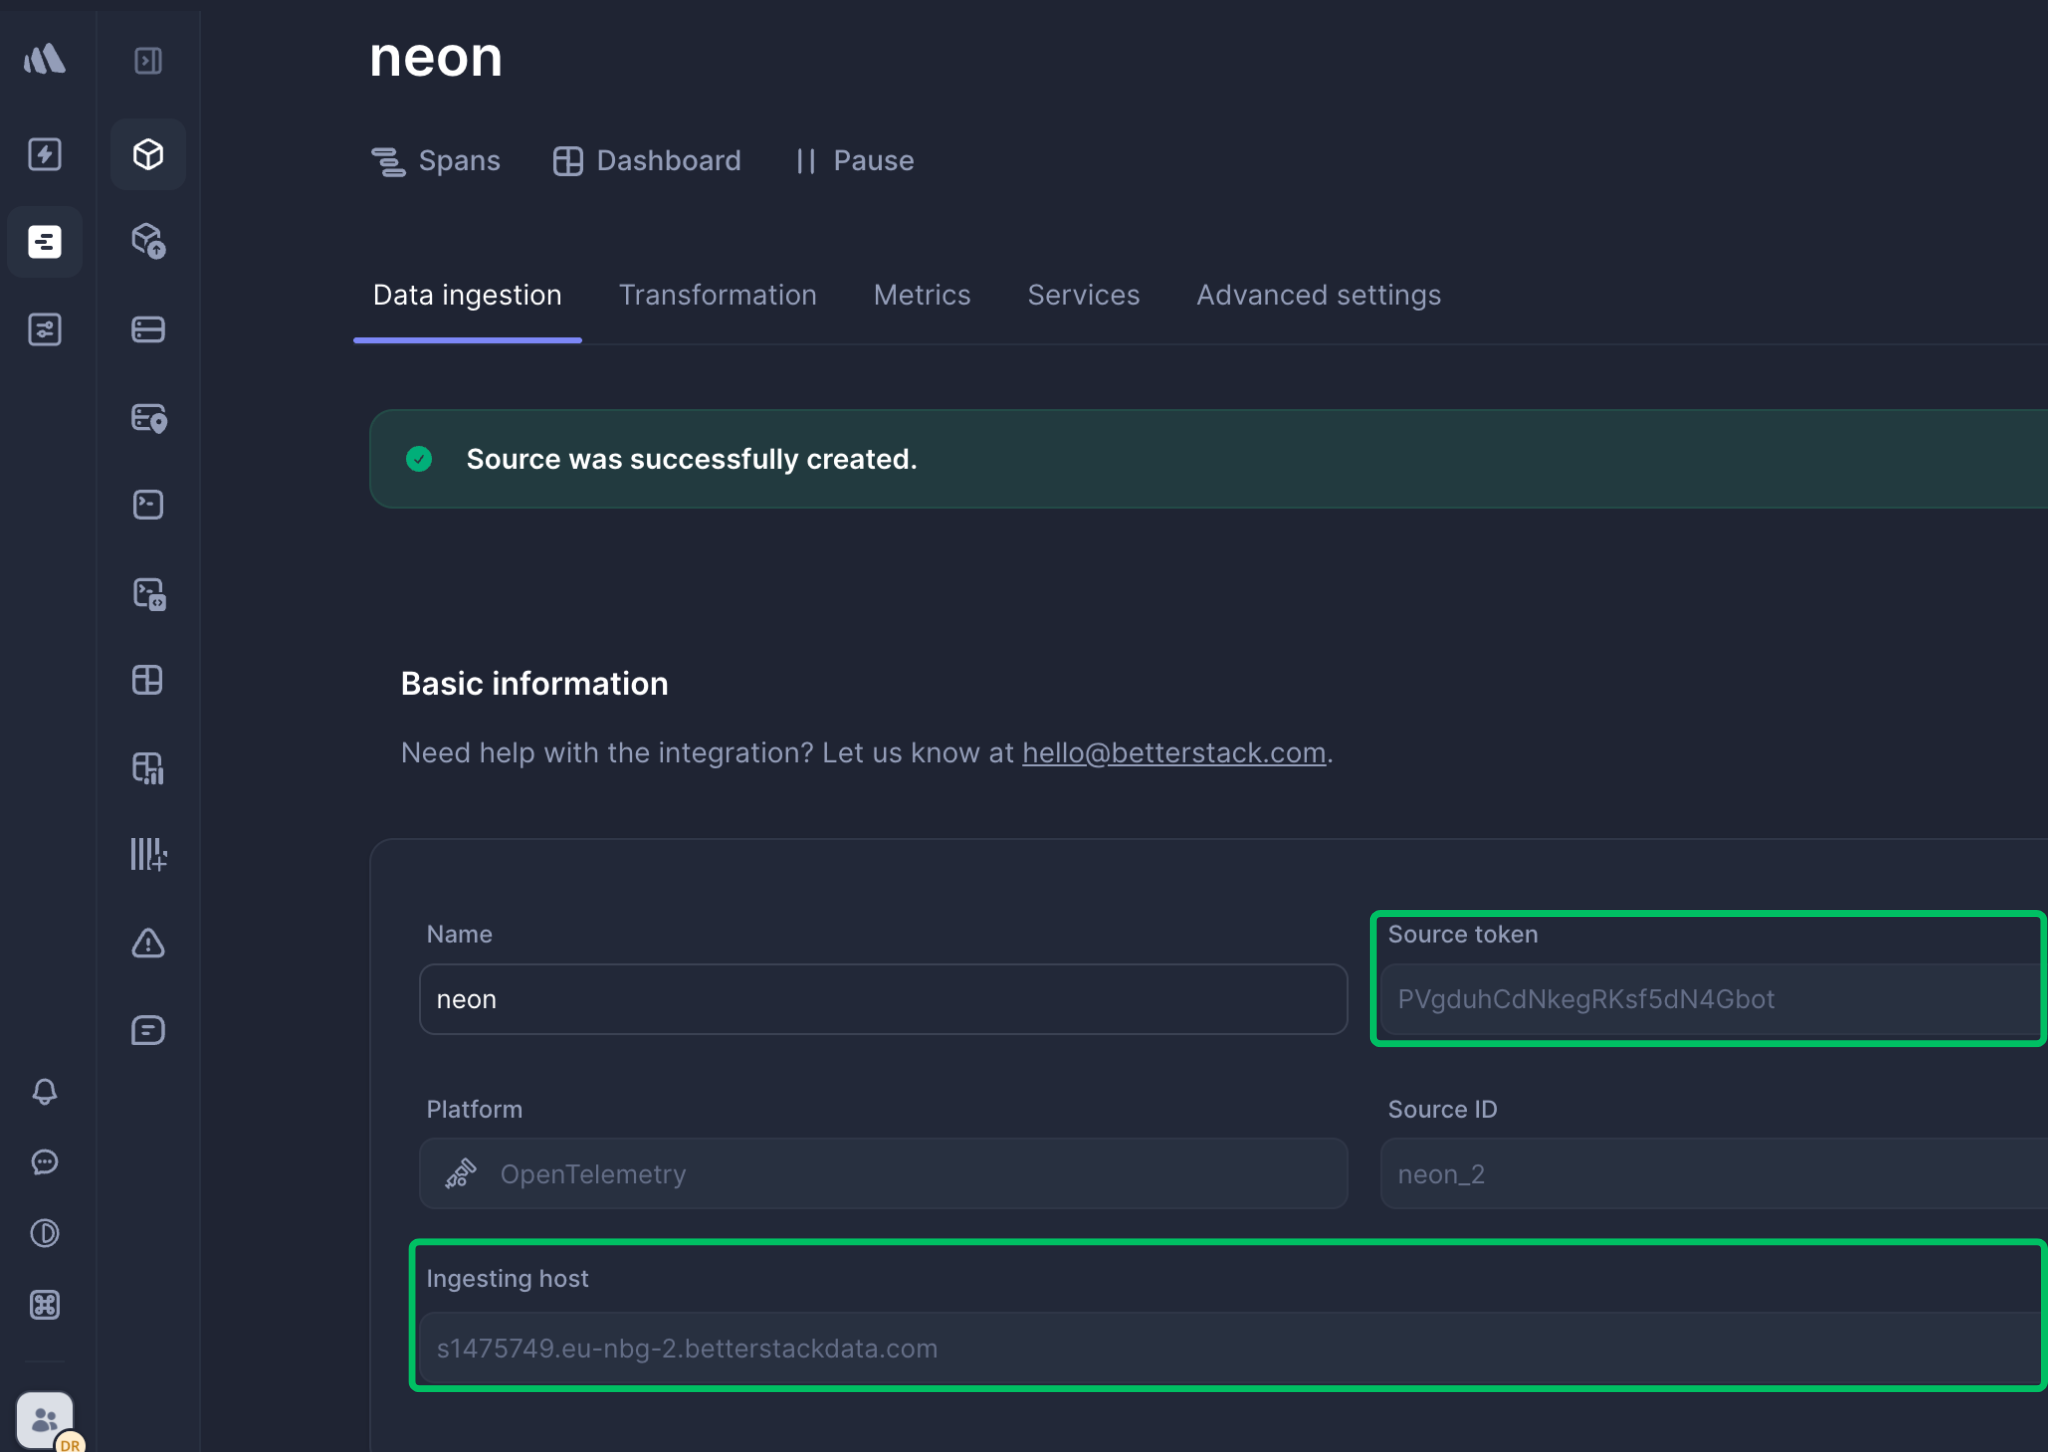 neon
Spans Dashboard Pause
Data ingestion Transformation Metrics Services Advanced settings
Source was successfully created.
Basic information
Need help with the integration? Let us know at hello@betterstack.com.
Name
neon
Source token
PVgduhCdNkegRKsf5dN4Gbot
Platform
OpenTelemetry
Source ID
neon_2
Ingesting host
s1475749.eu-nbg-2.betterstackdata.com
DR